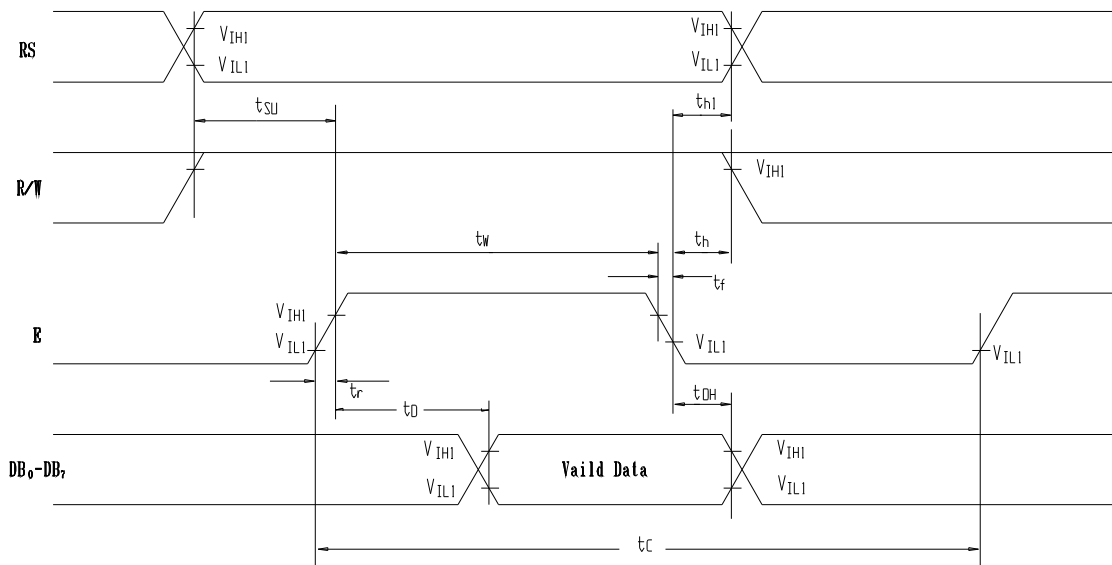 RS
VIH1
VIL1
VIH1
VIL1
tSU
th1
R/W
VIH1
tW
th
tf
E
VIH1
VIL1
VIL1
VIL1
tr
tD
tDH
DB₀-DB₇
VIH1
VIL1
Vaild Data
VIH1
VIL1
tC